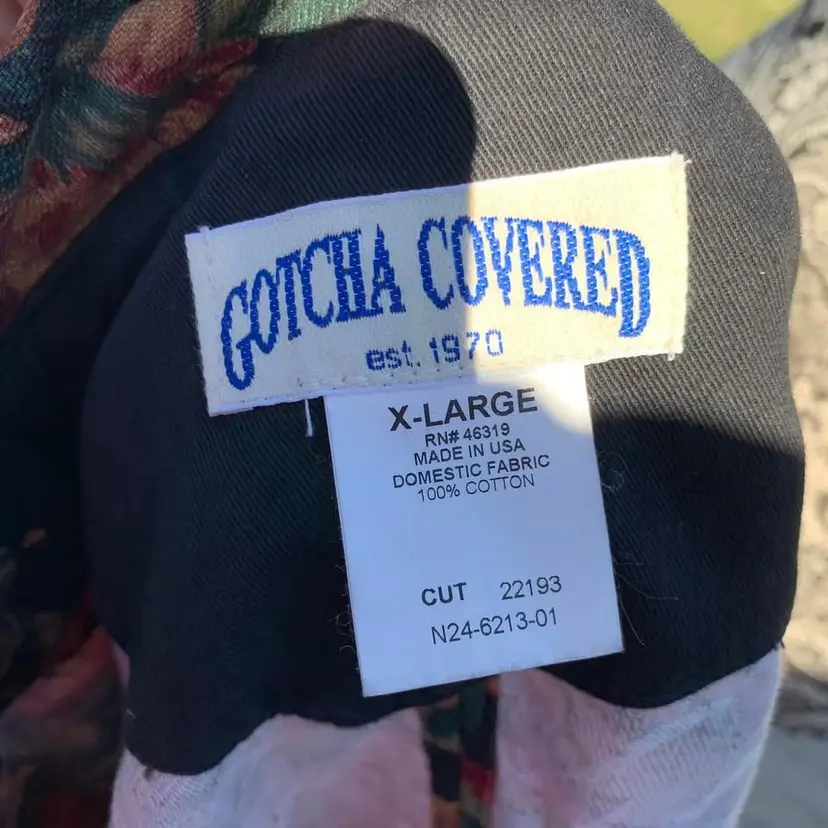 GOTCHA COVERED
est. 1970
X-LARGE
RN# 46319
MADE IN USA
DOMESTIC FABRIC
100% COTTON
CUT 22193
N24-6213-01